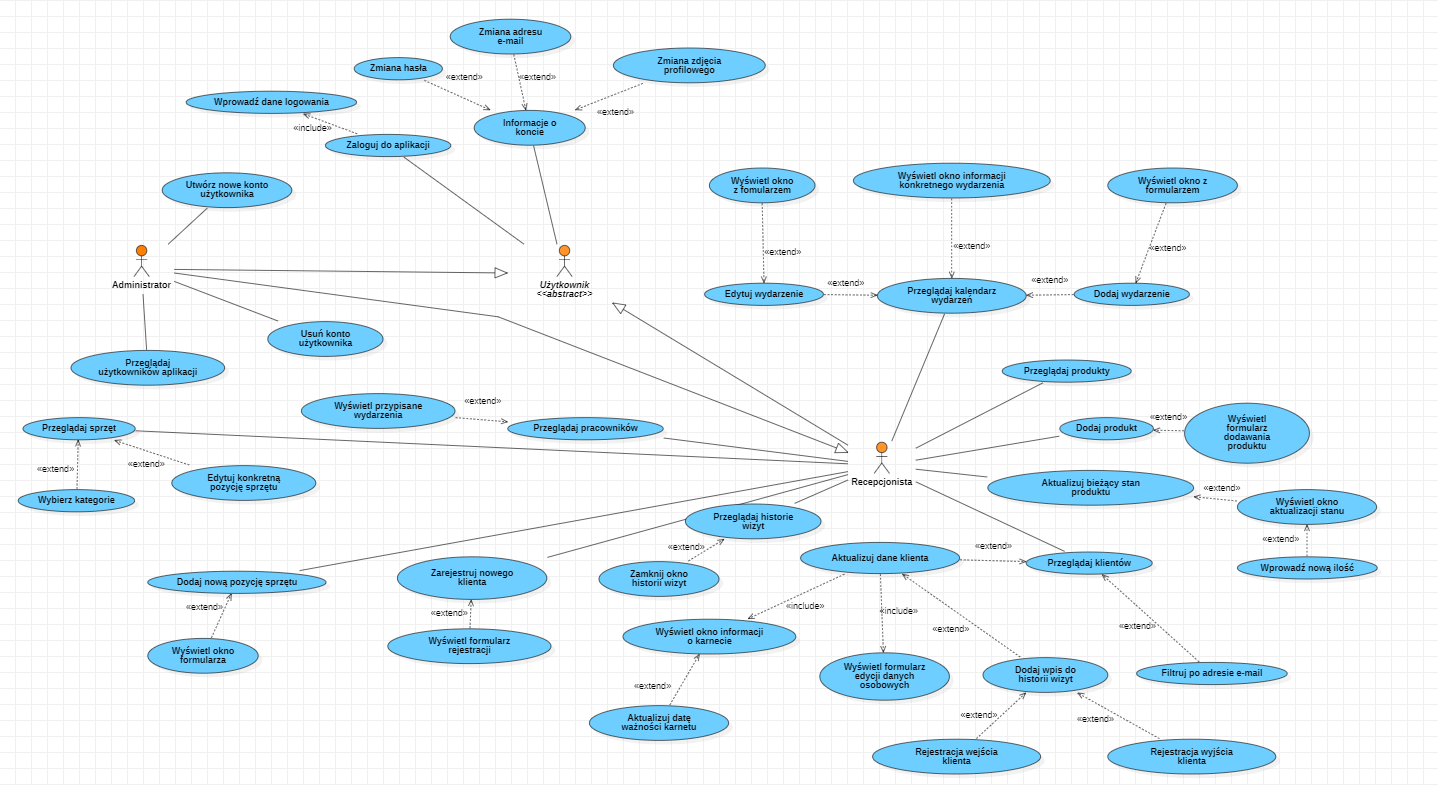 Zmiana adresu
e-mail
Zmiana hasła
«extend»
«extend»
Zmiana zdjęcia
profilowego
«extend»
Wprowadź dane logowania
«include»
Zaloguj do aplikacji
Informacje o
koncie
Utwórz nowe konto
użytkownika
Administrator
Użytkownik
<<abstract>>
Usuń konto
użytkownika
Przeglądaj
użytkowników aplikacji
Wyświetl okno
z fomularzem
Wyświetl okno informacji
konkretnego wydarzenia
Wyświetl okno z
formularzem
«extend»
«extend»
«extend»
Edytuj wydarzenie
«extend»
Przeglądaj kalendarz
wydarzeń
«extend»
Dodaj wydarzenie
Przeglądaj produkty
Wyświetl przypisane
wydarzenia
«extend»
Przeglądaj pracowników
Dodaj produkt
«extend»
Wyświetl
formularz
dodawania
produktu
Przeglądaj sprzęt
«extend»
«extend»
Wybierz kategorie
Edytuj konkretną
pozycję sprzętu
Recepcjonista
Aktualizuj bieżący stan
produktu
«extend»
Wyświetl okno
aktualizacji stanu
«extend»
Wprowadź nową ilość
Przeglądaj historie
wizyt
«extend»
Zamknij okno
historii wizyt
Aktualizuj dane klienta
«extend»
Przeglądaj klientów
Dodaj nową pozycję sprzętu
«extend»
Wyświetl okno
formularza
Zarejestruj nowego
klienta
«extend»
Wyświetl formularz
rejestracji
«include»
«include»
«extend»
«extend»
Wyświetl okno informacji
o karnecie
«extend»
Aktualizuj datę
ważności karnetu
Wyświetl formularz
edycji danych
osobowych
Dodaj wpis do
historii wizyt
Filtruj po adresie e-mail
«extend»
«extend»
Rejestracja wejścia
klienta
Rejestracja wyjścia
klienta